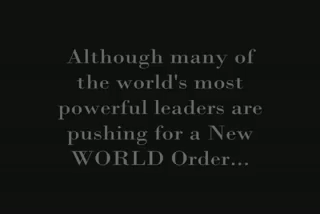 Although many of
the world's most
powerful leaders are
pushing for a New
WORLD Order...